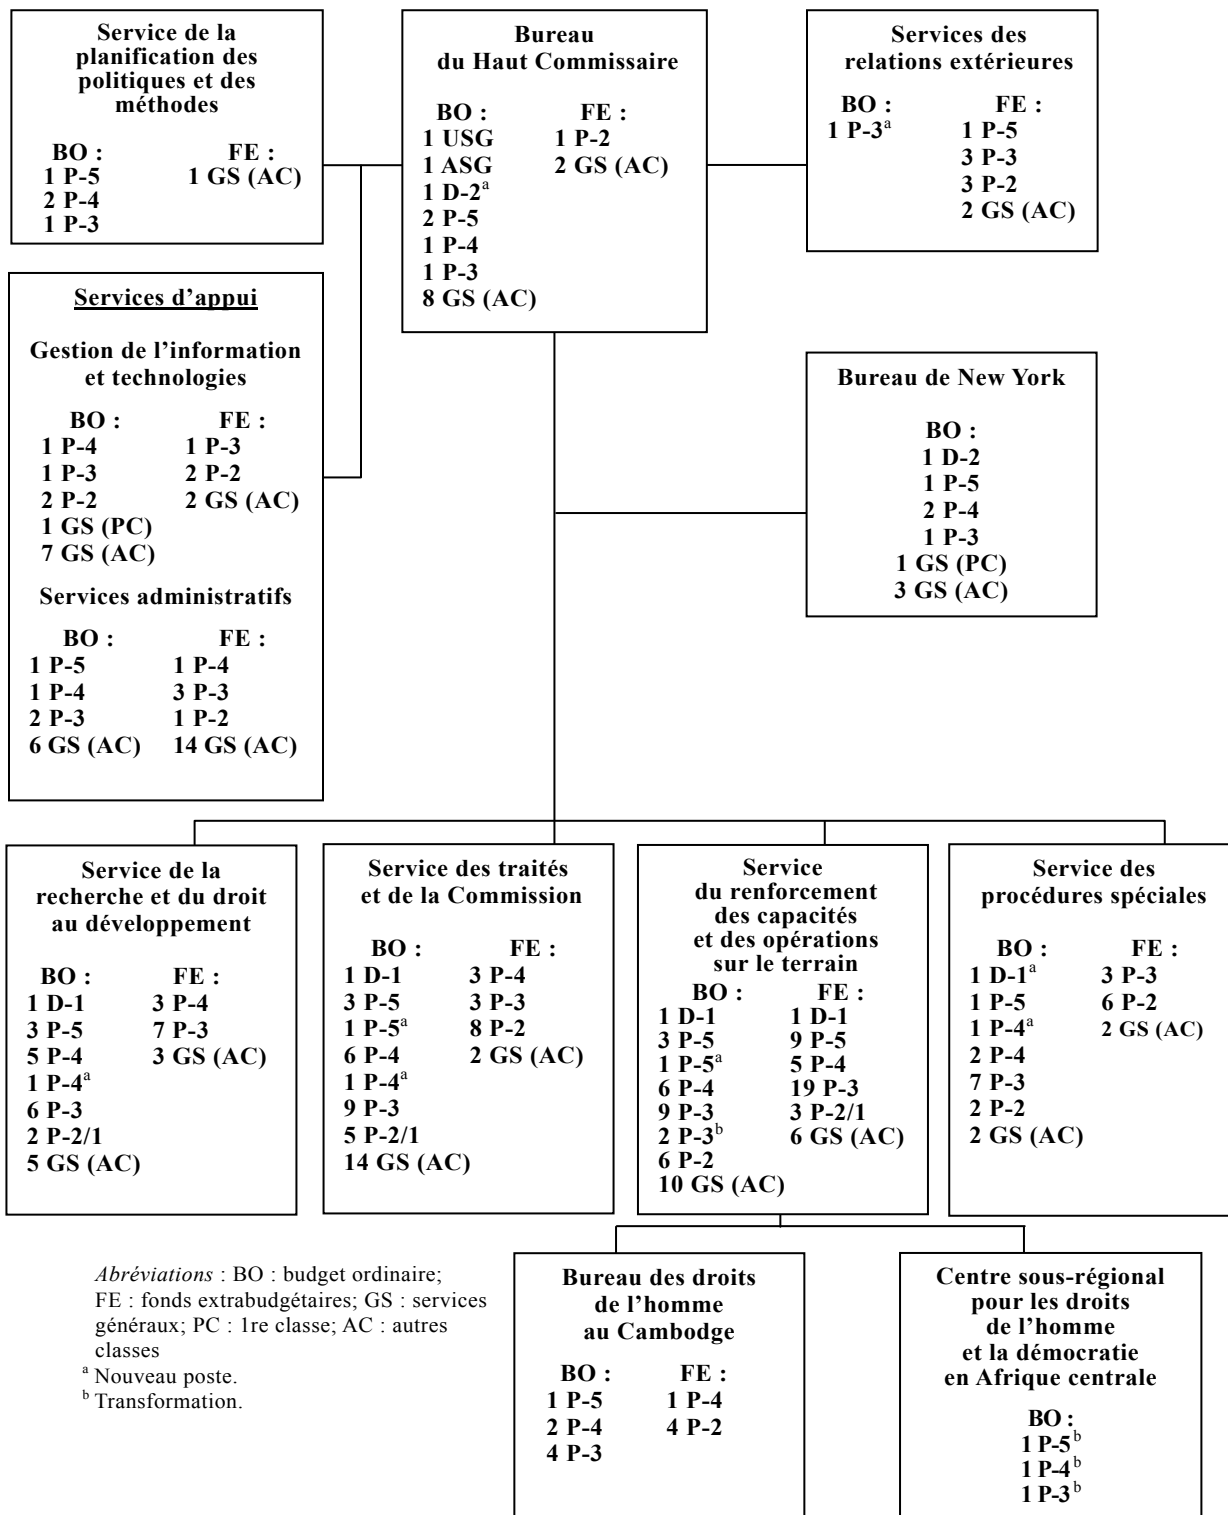 Service de la
planification des
politiques et des
méthodes
BO :
FE :
1 P-5
1 GS (AC)
2 P-4
1 P-3
Bureau
du Haut Commissaire
BO :
FE :
1 USG
1 P-2
1 ASG
2 GS (AC)
1 D-2a
2 P-5
1 P-4
1 P-3
8 GS (AC)
Services des
relations extérieures
BO :
FE :
1 P-3a
1 P-5
3 P-3
3 P-2
2 GS (AC)
Services d’appui
Gestion de l’information
et technologies
BO :
FE :
1 P-4
1 P-3
1 P-3
2 P-2
2 P-2
2 GS (AC)
1 GS (PC)
7 GS (AC)
Services administratifs
BO :
FE :
1 P-5
1 P-4
1 P-4
3 P-3
2 P-3
1 P-2
6 GS (AC)
14 GS (AC)
Bureau de New York
BO :
1 D-2
1 P-5
2 P-4
1 P-3
1 GS (PC)
3 GS (AC)
Service de la
recherche et du droit
au développement
BO :
FE :
1 D-1
3 P-4
3 P-5
7 P-3
5 P-4
3 GS (AC)
1 P-4a
6 P-3
2 P-2/1
5 GS (AC)
Service des traités
et de la Commission
BO :
FE :
1 D-1
3 P-4
3 P-5
3 P-3
1 P-5a
8 P-2
6 P-4
2 GS (AC)
1 P-4a
9 P-3
5 P-2/1
14 GS (AC)
Service
du renforcement
des capacités
et des opérations
sur le terrain
BO :
FE :
1 D-1
1 D-1
3 P-5
9 P-5
1 P-5a
5 P-4
6 P-4
19 P-3
9 P-3
3 P-2/1
2 P-3b
6 GS (AC)
6 P-2
10 GS (AC)
Service des
procédures spéciales
BO :
FE :
1 D-1a
3 P-3
1 P-5
6 P-2
1 P-4a
2 GS (AC)
2 P-4
7 P-3
2 P-2
2 GS (AC)
Abréviations : BO : budget ordinaire;
FE : fonds extrabudgétaires; GS : services
généraux; PC : 1re classe; AC : autres
classes
a Nouveau poste.
b Transformation.
Bureau des droits
de l’homme
au Cambodge
BO :
FE :
1 P-5
1 P-4
2 P-4
4 P-2
4 P-3
Centre sous-régional
pour les droits
de l’homme
et la démocratie
en Afrique centrale
BO :
1 P-5b
1 P-4b
1 P-3b